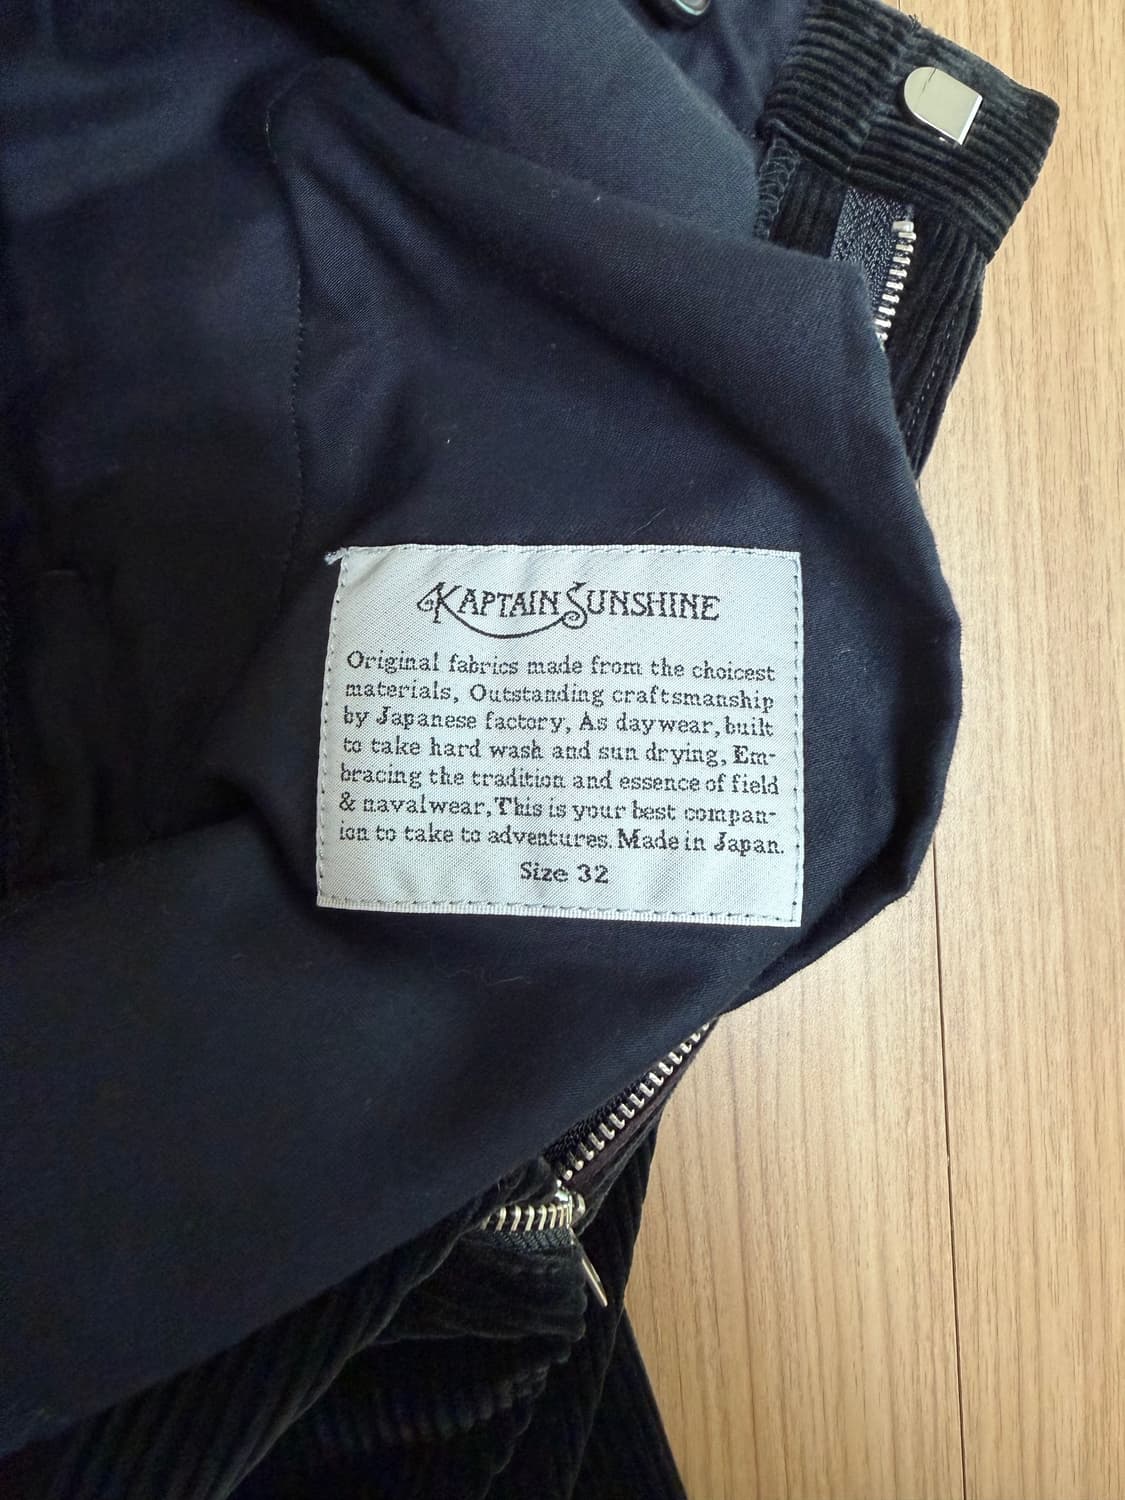 KAPTAIN SUNSHINE
Original fabrics made from the choicest
materials, Outstanding craftsmanship
by Japanese factory, As daywear, built
to take hard wash and sun drying, Em-
bracing the tradition and essence of field
& navalwear, This is your best compan-
ion to take to adventures. Made in Japan.
Size 32